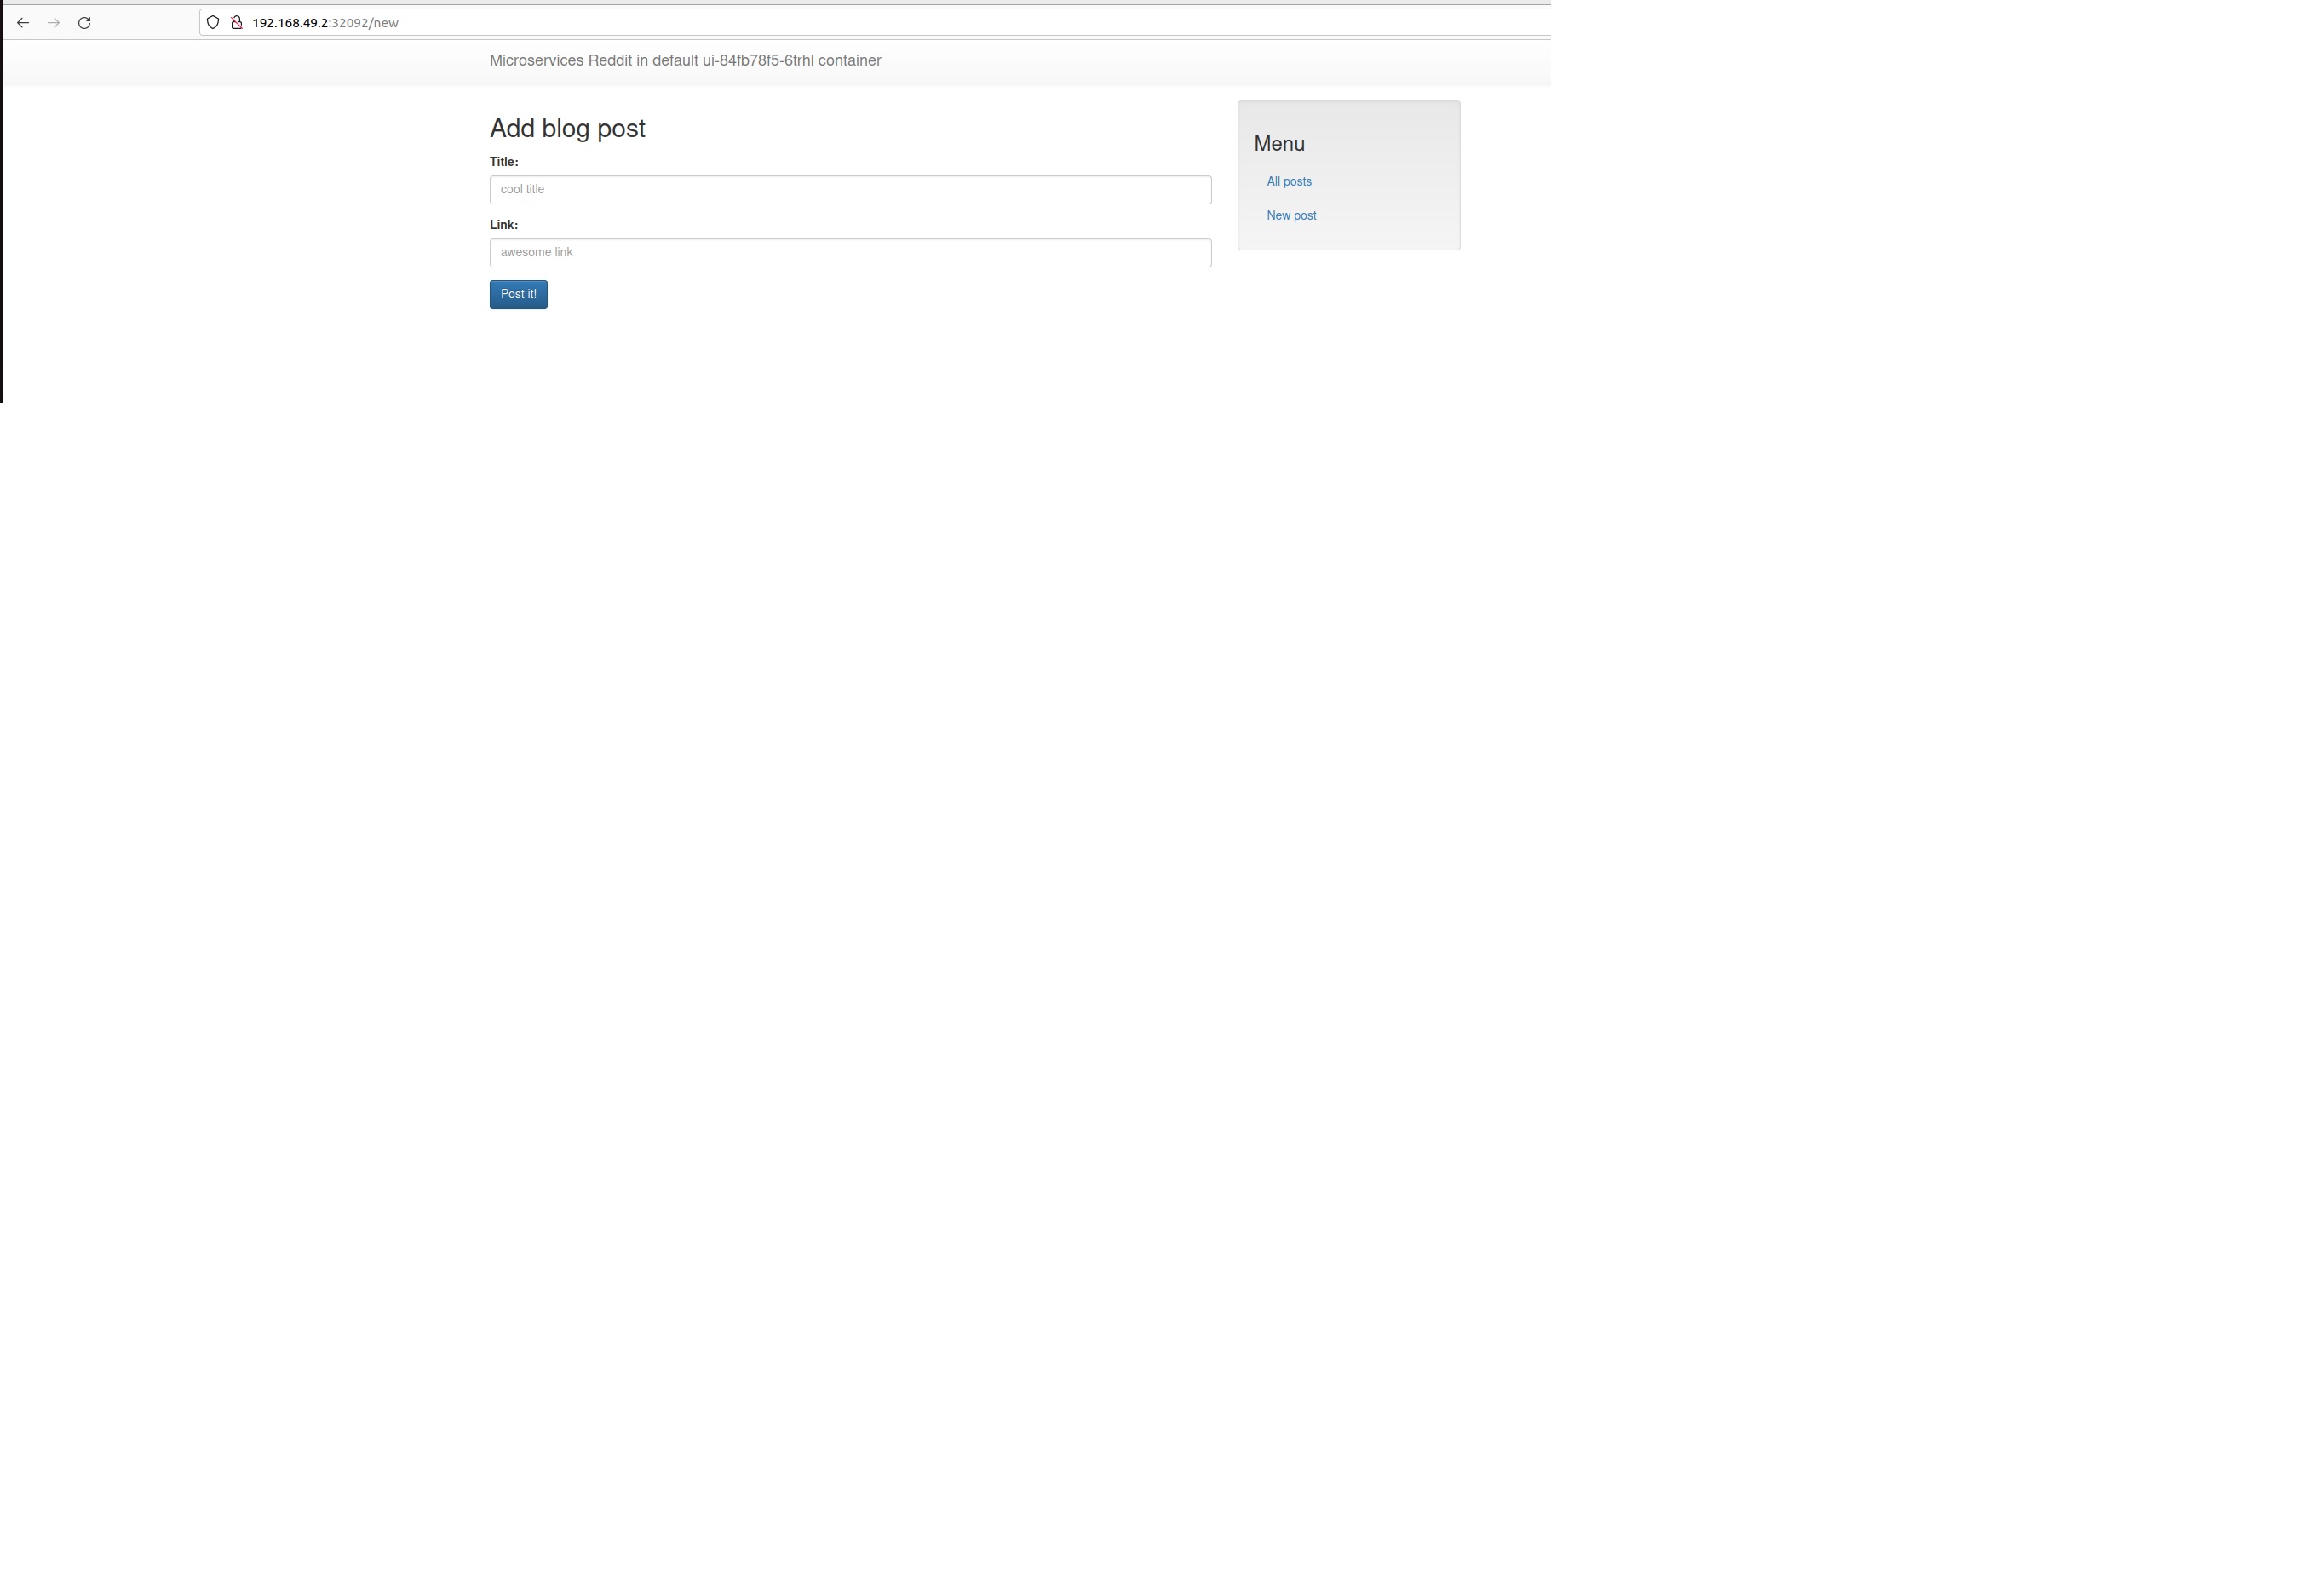 192.168.49.2:32092/new
Microservices Reddit in default ui-84fb78f5-6trhl container
Add blog post
Title:
cool title
Link:
awesome link
Post it!
Menu
All posts
New post